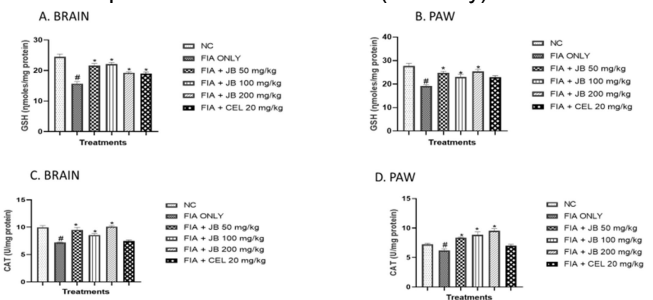 A. BRAIN
GSH (nmoles/mg protein)
30
20
10
0
#
*
*
*
*
Treatments
NC
FIA ONLY
FIA + JB 50 mg/kg
FIA + JB 100 mg/kg
FIA + JB 200 mg/kg
FIA + CEL 20 mg/kg
B. PAW
GSH (nmoles/mg protein)
40
30
20
10
0
#
*
*
*
Treatments
NC
FIA ONLY
FIA + JB 50 mg/kg
FIA + JB 100 mg/kg
FIA + JB 200 mg/kg
FIA + CEL 20 mg/kg
C. BRAIN
CAT (U/mg protein)
15
10
5
0
#
*
*
*
Treatments
NC
FIA ONLY
FIA + JB 50 mg/kg
FIA + JB 100 mg/kg
FIA + JB 200 mg/kg
FIA + CEL 20 mg/kg
D. PAW
CAT (U/mg protein)
15
10
5
0
#
*
*
*
Treatments
NC
FIA ONLY
FIA + JB 50 mg/kg
FIA + JB 100 mg/kg
FIA + JB 200 mg/kg
FIA + CEL 20 mg/kg